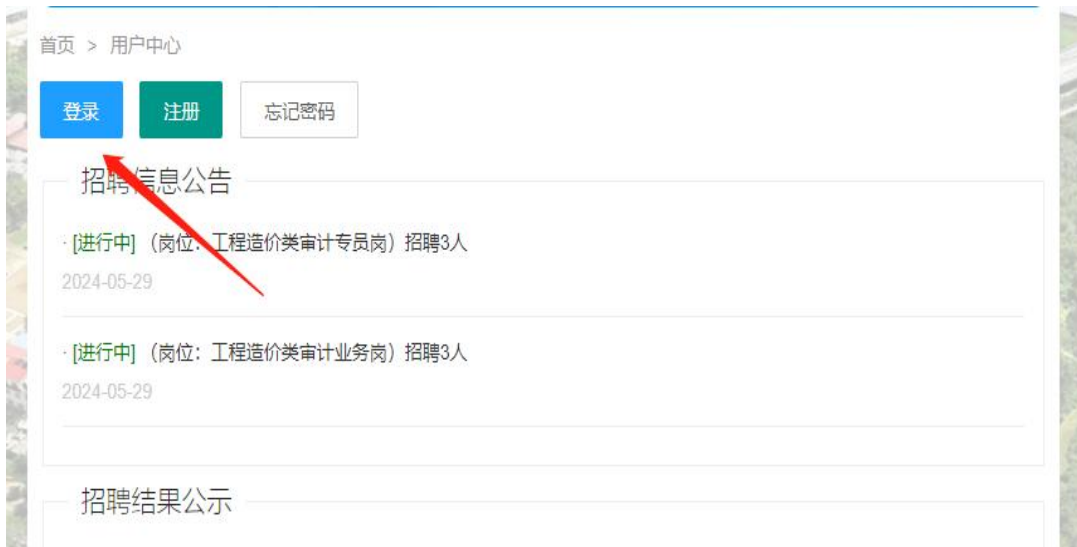 首页 > 用户中心
登录 注册 忘记密码
招聘信息公告
· [进行中] （岗位：工程造价类审计专员岗）招聘3人
2024-05-29
· [进行中] （岗位：工程造价类审计业务岗）招聘3人
2024-05-29
招聘结果公示